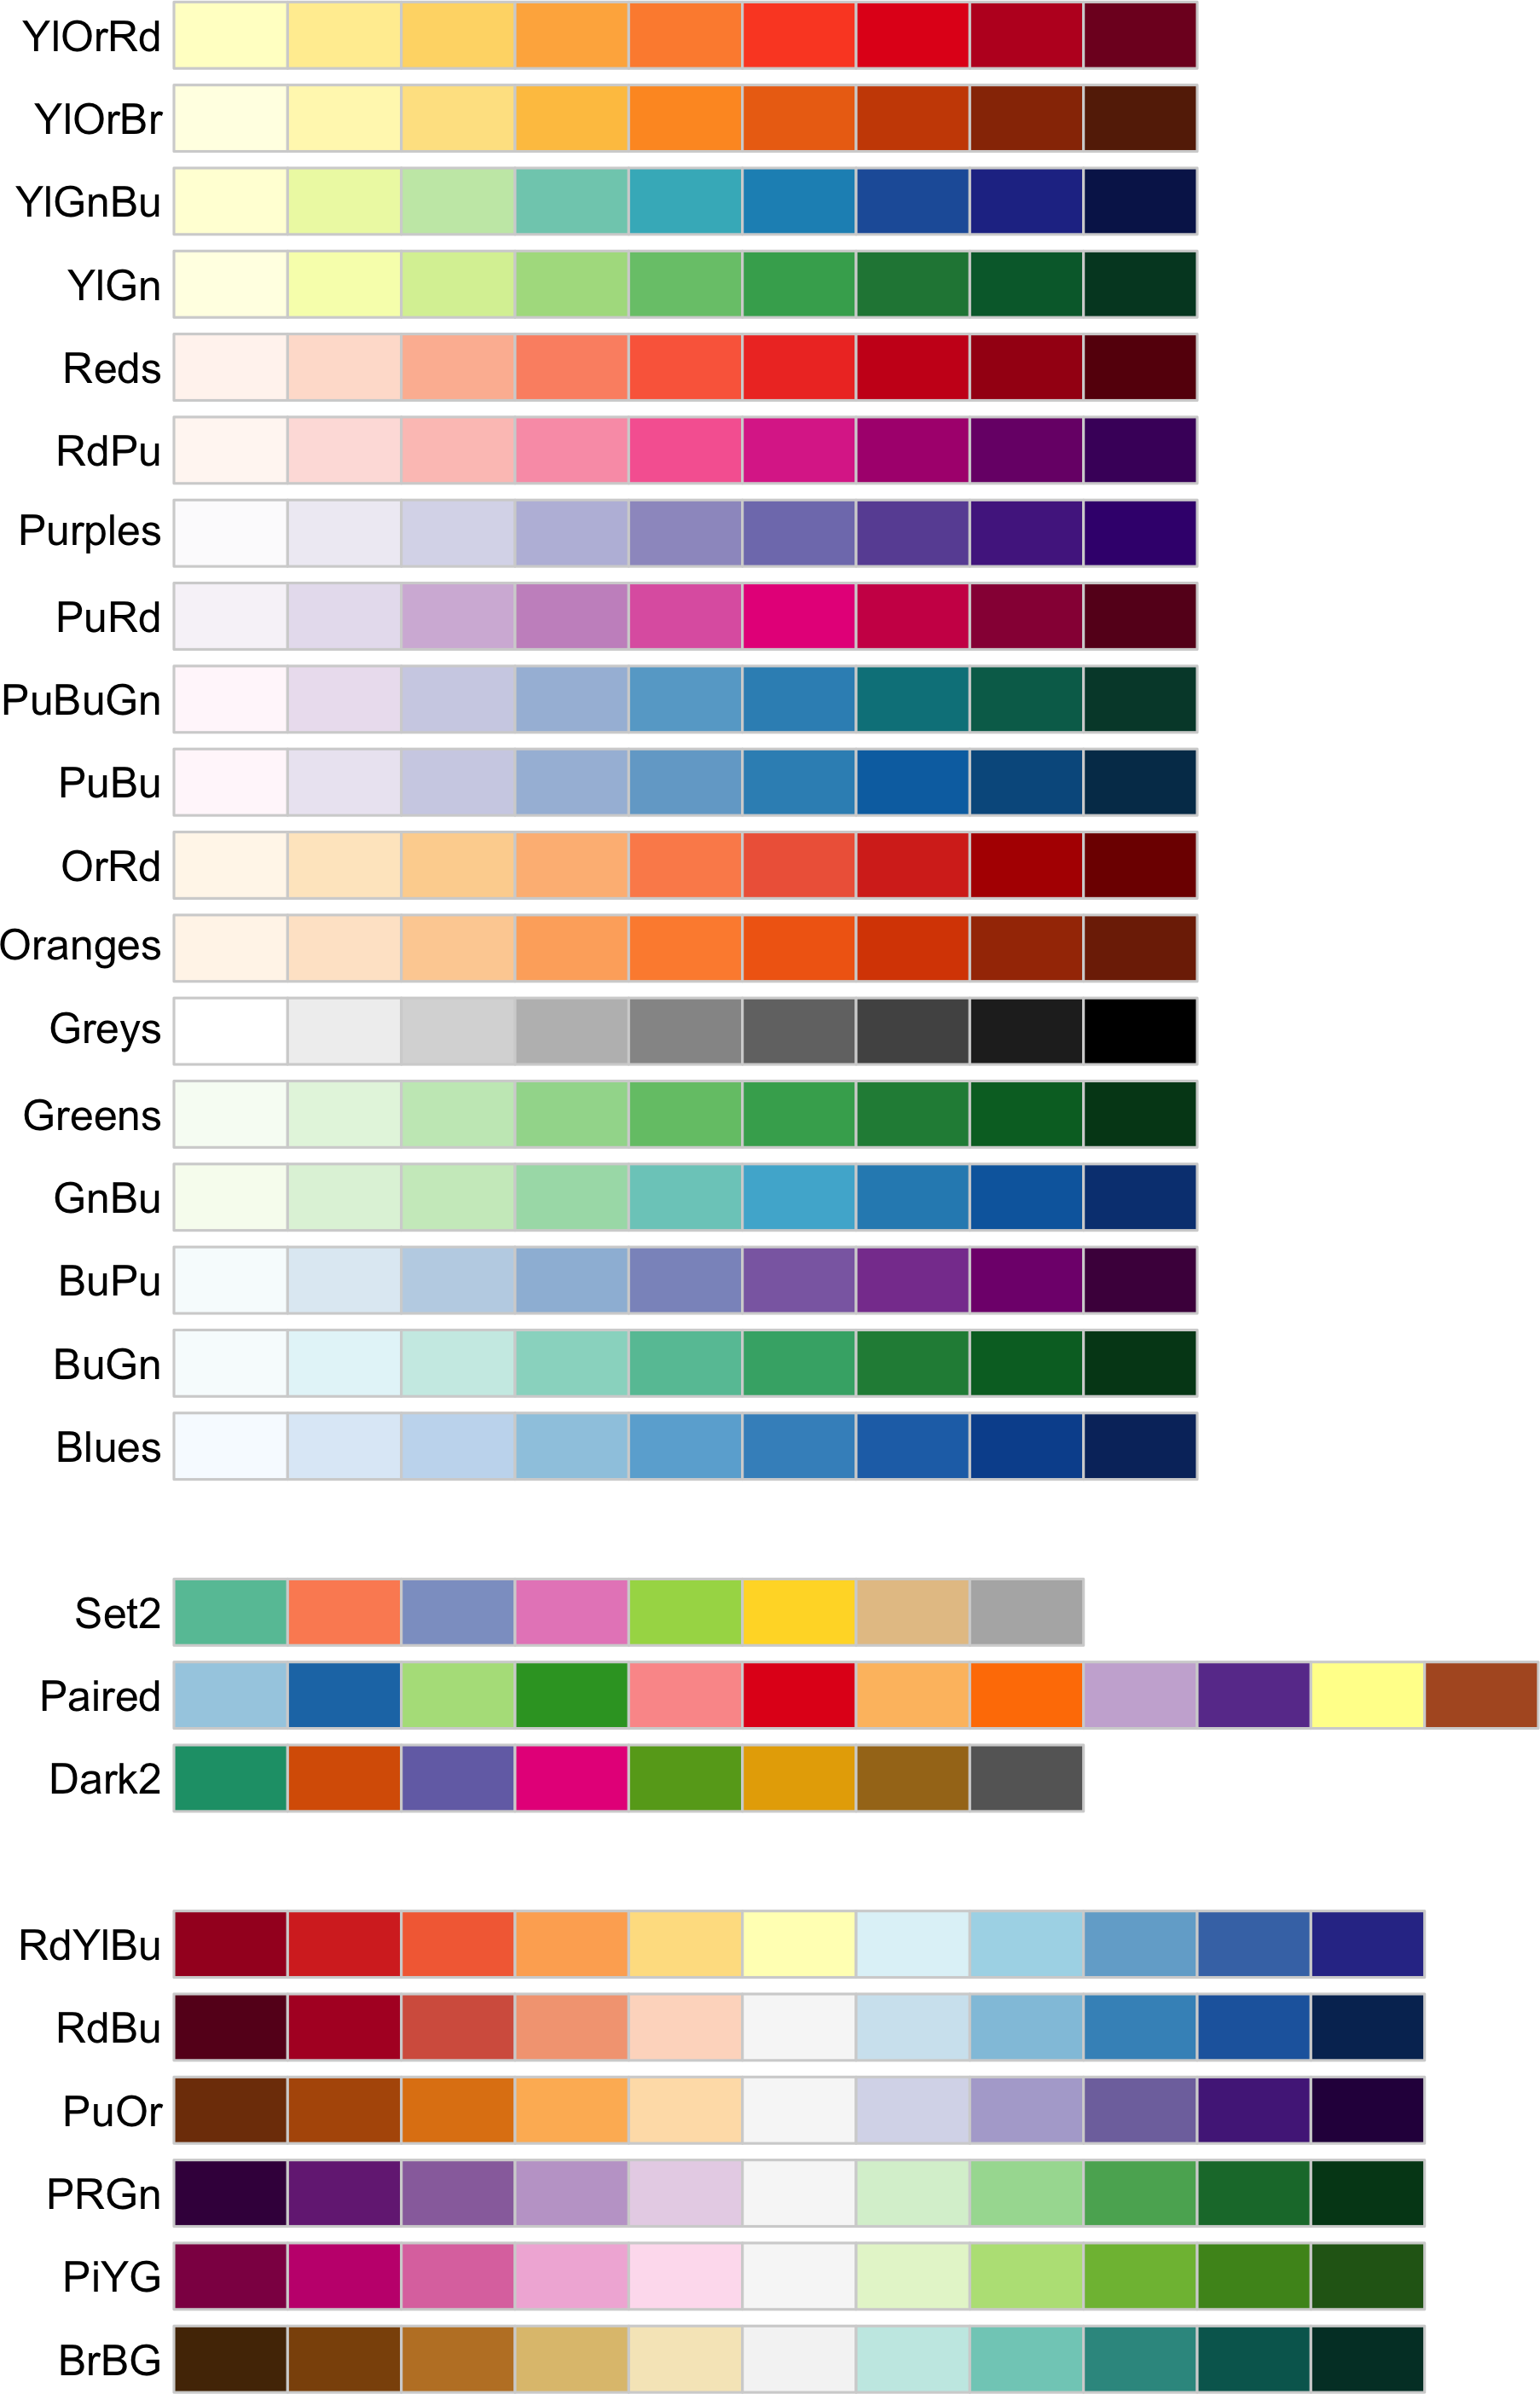 YlOrRd
YlOrBr
YlGnBu
YlGn
Reds
RdPu
Purples
PuRd
PuBuGn
PuBu
OrRd
Oranges
Greys
Greens
GnBu
BuPu
BuGn
Blues
Set2
Paired
Dark2
RdYlBu
RdBu
PuOr
PRGn
PiYG
BrBG